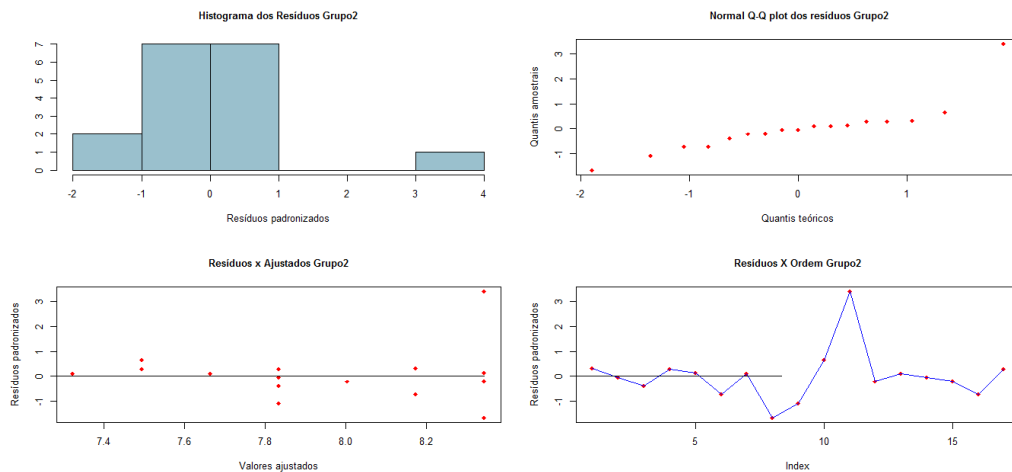 Histograma dos Resíduos Grupo2
7
6
5
4
3
2
1
0
-2 -1 0 1 2 3 4
Resíduos padronizados
Normal Q-Q plot dos resíduos Grupo2
Quantis amostrais
3
2
1
0
-1
-2 -1 0 1
Quantis teóricos
Resíduos x Ajustados Grupo2
Resíduos padronizados
3
2
1
0
-1
7.4 7.6 7.8 8.0 8.2
Valores ajustados
Resíduos X Ordem Grupo2
Resíduos padronizados
3
2
1
0
-1
5 10 15
Index